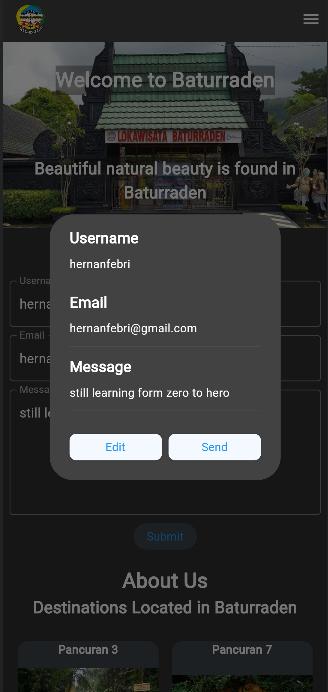 Welcome to Baturraden
LOKAWISATA BATURRADEN
Beautiful natural beauty is found in
Baturraden
Username
hernanfebri
Email
hernanfebri@gmail.com
Message
still learning form zero to hero
Edit
Send
Userna
herna
Email
herna
Messa
still le
Submit
About Us
Destinations Located in Baturraden
Pancuran 3
Pancuran 7